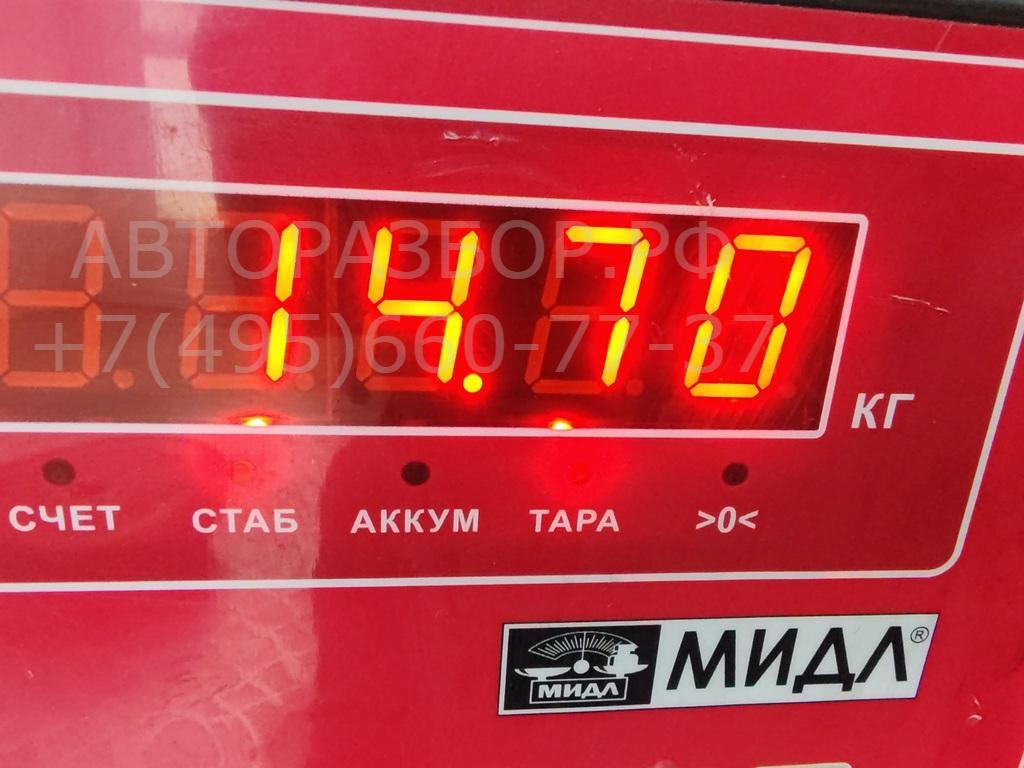 АВТОРАЗБОР.РФ
+7(495)660-77-37
14.70
КГ
СЧЕТ СТАБ АККУМ ТАРА >0<
МИДЛ МИДЛ®